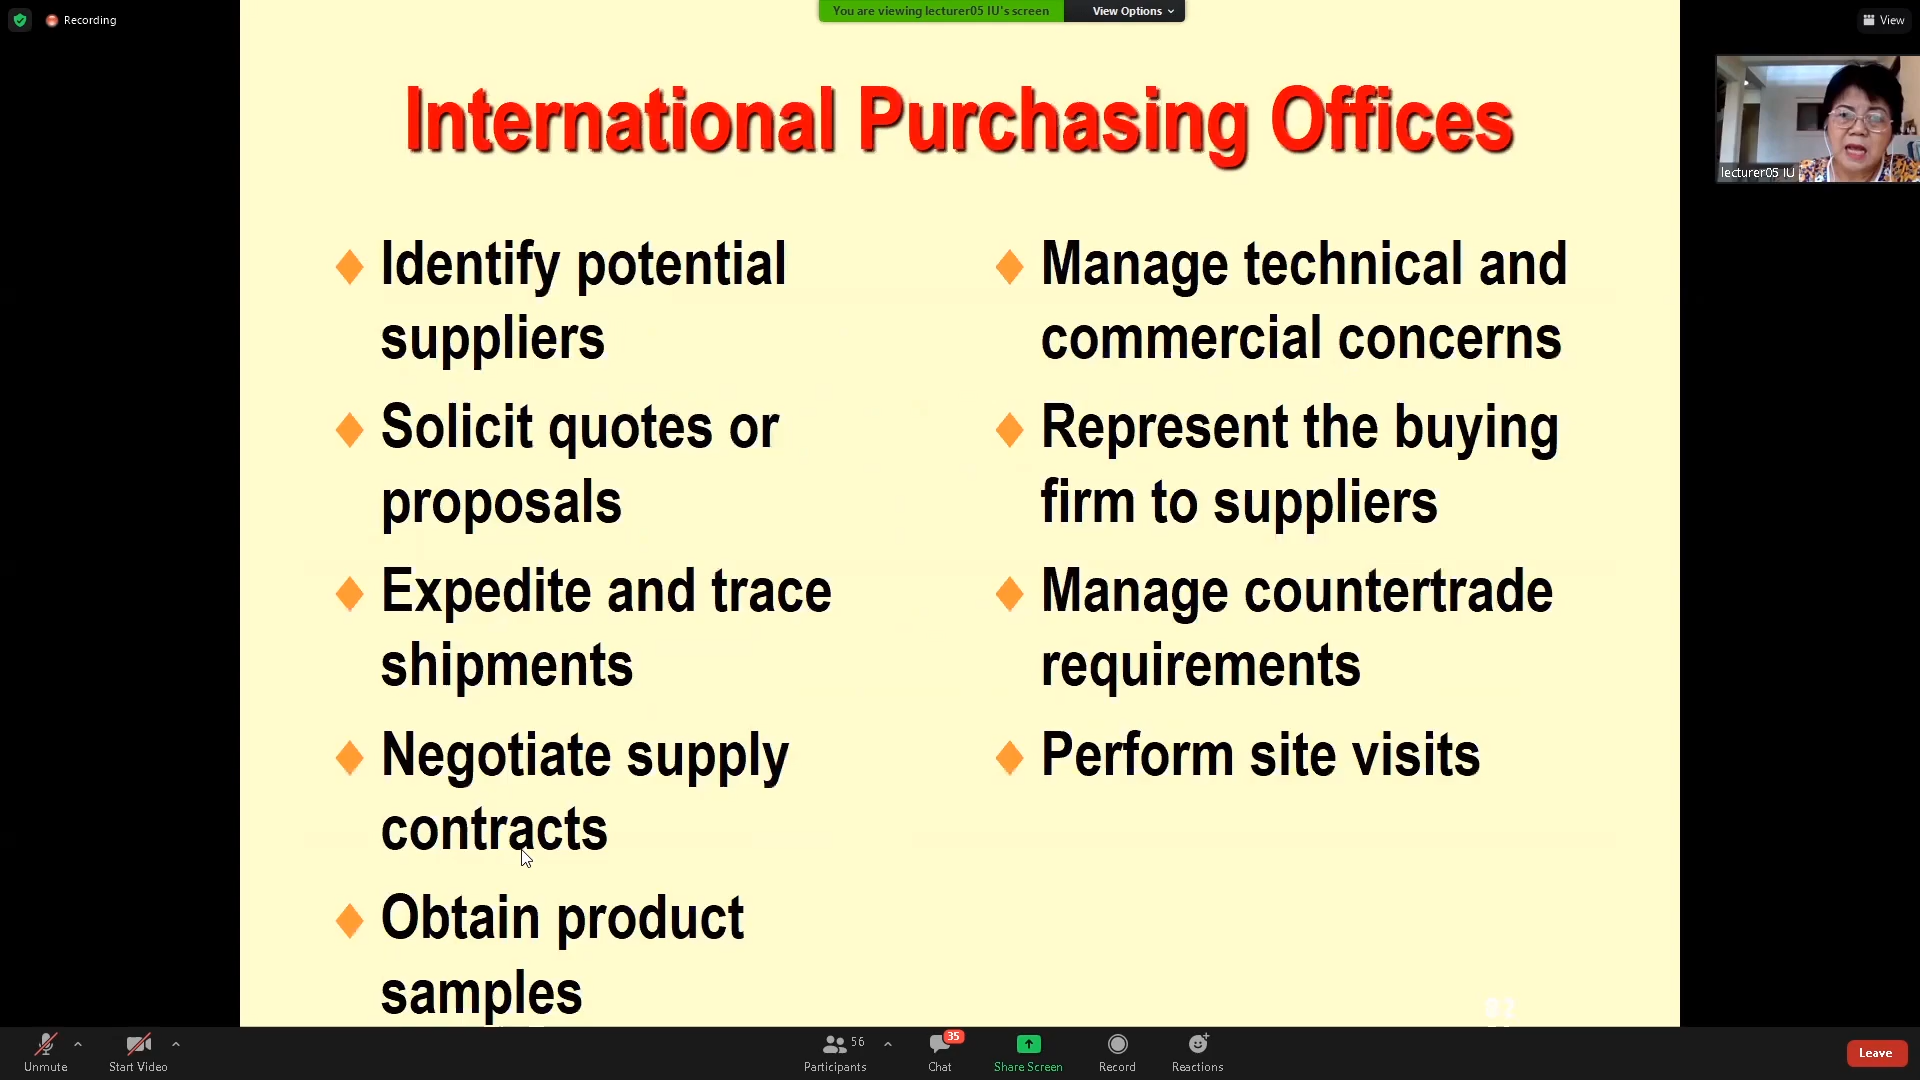 Recording
You are viewing lecturer05 IU's screen
View Options
View
lecturer05 IU
International Purchasing Offices
Identify potential
suppliers
Solicit quotes or
proposals
Expedite and trace
shipments
Negotiate supply
contracts
Obtain product
samples
Manage technical and
commercial concerns
Represent the buying
firm to suppliers
Manage countertrade
requirements
Perform site visits
Unmute
Start Video
56
Participants
35
Chat
Share Screen
Record
Reactions
Leave